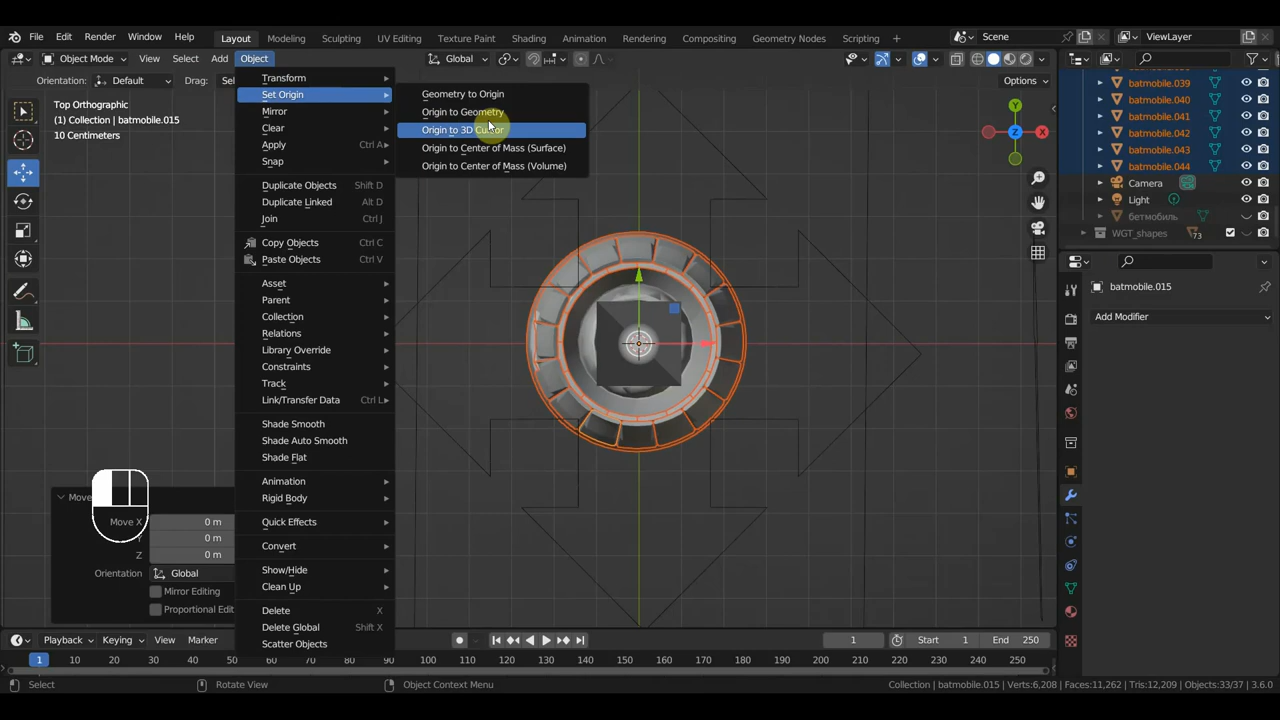 File Edit Render Window Help Layout Modeling Sculpting UV Editing Texture Paint Shading Animation Rendering Compositing Geometry Nodes Scripting + Scene ViewLayer
Object Mode View Select Add Object Global
Orientation: Default Drag: Sel Options
Top Orthographic
(1) Collection | batmobile.015
10 Centimeters
Transform
Set Origin
Mirror
Clear
Apply Ctrl A
Snap
Duplicate Objects Shift D
Duplicate Linked Alt D
Join Ctrl J
Copy Objects Ctrl C
Paste Objects Ctrl V
Asset
Parent
Collection
Relations
Library Override
Constraints
Track
Link/Transfer Data Ctrl L
Shade Smooth
Shade Auto Smooth
Shade Flat
Animation
Rigid Body
Quick Effects
Convert
Show/Hide
Clean Up
Delete X
Delete Global Shift X
Scatter Objects
Geometry to Origin
Origin to Geometry
Origin to 3D Cursor
Origin to Center of Mass (Surface)
Origin to Center of Mass (Volume)
Y
X
Z
batmobile.039
batmobile.040
batmobile.041
batmobile.042
batmobile.043
batmobile.044
Camera
Light
бетмобиль
WGT_shapes 73
batmobile.015
Add Modifier
Move
Move X 0 m
Y 0 m
Z 0 m
Orientation Global
Mirror Editing
Proportional Edit
Playback Keying View Marker 1 Start 1 End 250
1 10 20 30 40 50 60 70 80 90 100 110 120 130 140 150 160 170 180 190 200 210 220 230 240 250
Select Rotate View Object Context Menu Collection | batmobile.015 | Verts:6,208 | Faces:11,262 | Tris:12,209 | Objects:33/37 | 3.6.0